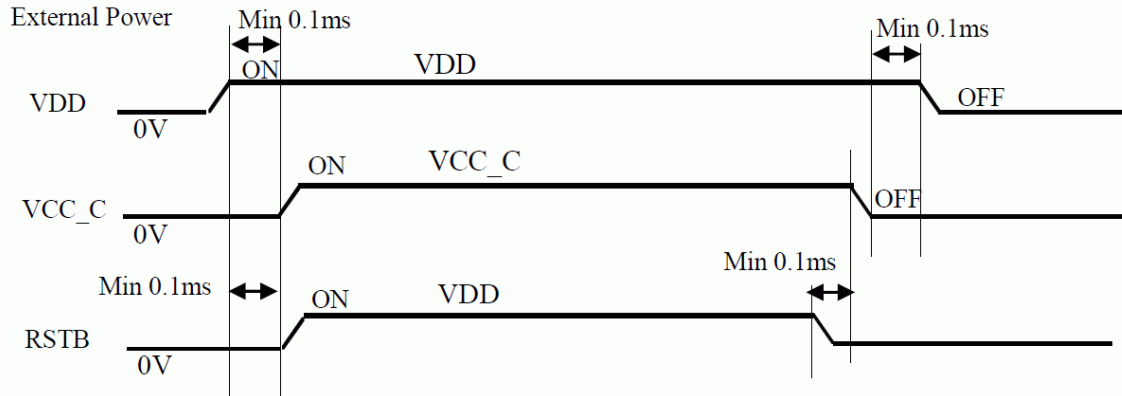 External Power
Min 0.1ms
Min 0.1ms
ON
VDD
VDD
0V
OFF
ON
VCC_C
VCC_C
0V
OFF
Min 0.1ms
Min 0.1ms
ON
VDD
RSTB
0V